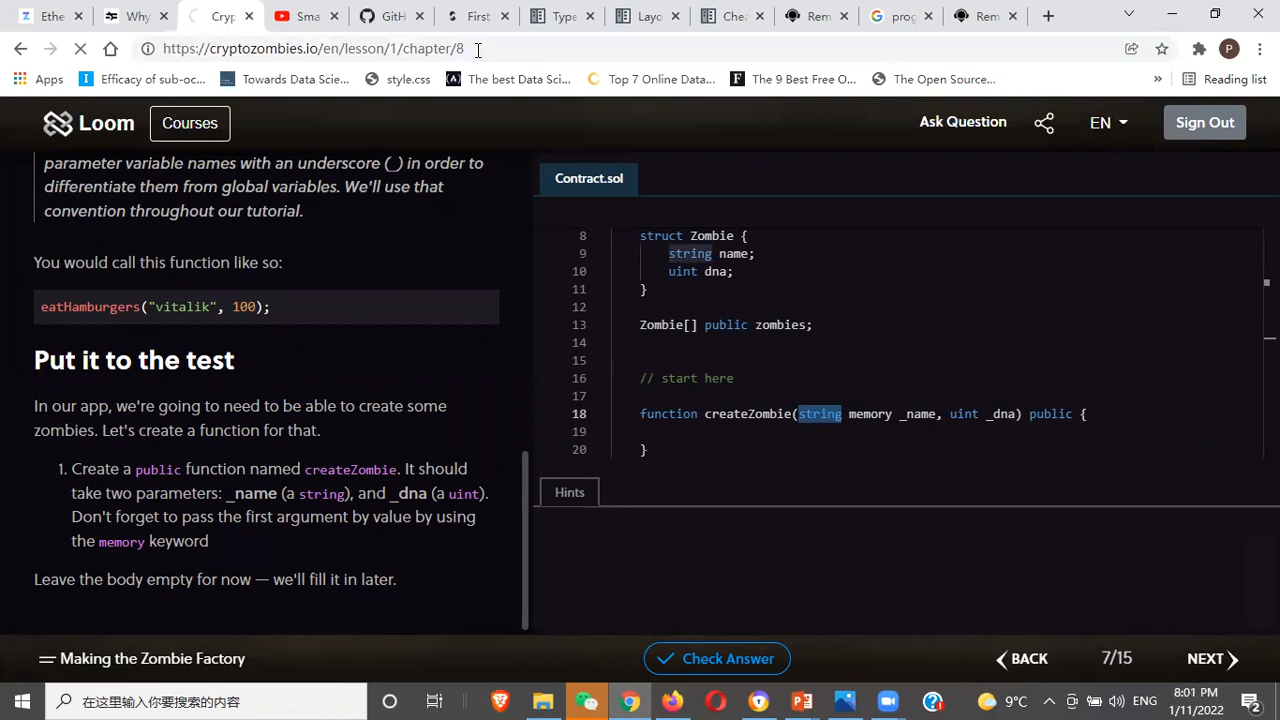 Ethe
Why
Cryp
Sma
GitH
First
Type
Layo
Chea
Rem
prog
Rem
https://cryptozombies.io/en/lesson/1/chapter/8
P
Apps
Efficacy of sub-oc...
Towards Data Scienc...
style.css
The best Data Sci...
Top 7 Online Data...
The 9 Best Free O...
The Open Source...
»
Reading list
Loom
Courses
Ask Question
EN
Sign Out
parameter variable names with an underscore (_) in order to
differentiate them from global variables. We'll use that
convention throughout our tutorial.
You would call this function like so:
eatHamburgers("vitalik", 100);
Put it to the test
In our app, we're going to need to be able to create some
zombies. Let's create a function for that.
1. Create a public function named createZombie. It should
take two parameters: _name (a string), and _dna (a uint).
Don't forget to pass the first argument by value by using
the memory keyword
Leave the body empty for now — we'll fill it in later.
Contract.sol
8 struct Zombie {
9 string name;
10 uint dna;
11 }
12
13 Zombie[] public zombies;
14
15
16 // start here
17
18 function createZombie(string memory _name, uint _dna) public {
19
20 }
Hints
Making the Zombie Factory
Check Answer
BACK
7/15
NEXT
在这里输入你要搜索的内容
9°C
ENG
8:01 PM
1/11/2022
2